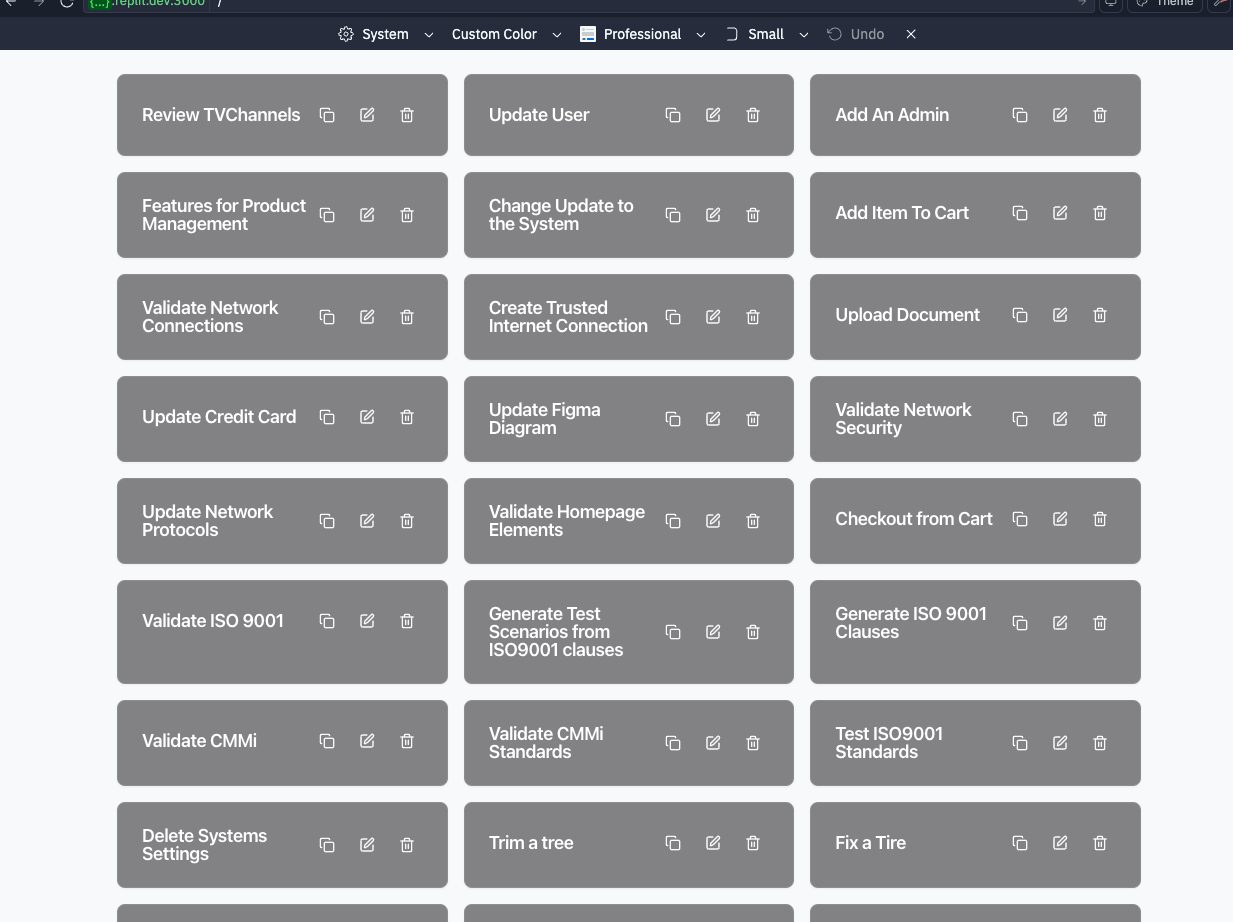 {...}.replit.dev:3000 /
Theme
System Custom Color Professional Small Undo
Review TVChannels
Update User
Add An Admin
Features for Product
Management
Change Update to
the System
Add Item To Cart
Validate Network
Connections
Create Trusted
Internet Connection
Upload Document
Update Credit Card
Update Figma
Diagram
Validate Network
Security
Update Network
Protocols
Validate Homepage
Elements
Checkout from Cart
Validate ISO 9001
Generate Test
Scenarios from
ISO9001 clauses
Generate ISO 9001
Clauses
Validate CMMi
Validate CMMi
Standards
Test ISO9001
Standards
Delete Systems
Settings
Trim a tree
Fix a Tire